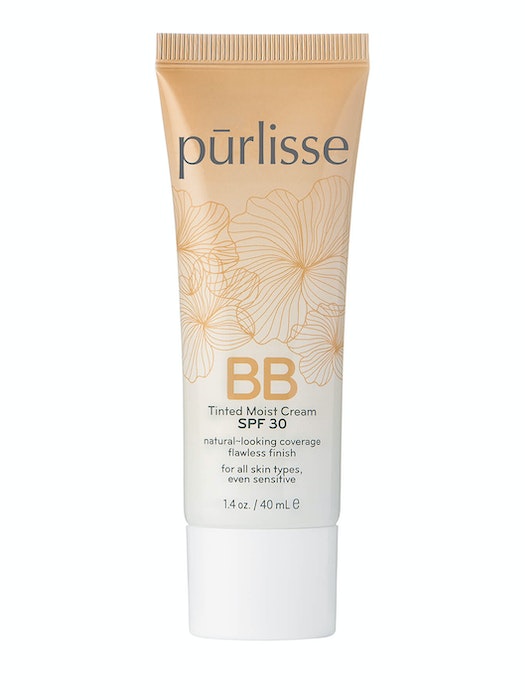 pūrlisse
BB
Tinted Moist Cream
SPF 30
natural-looking coverage
flawless finish
for all skin types,
even sensitive
1.4 oz. / 40 mL ℮